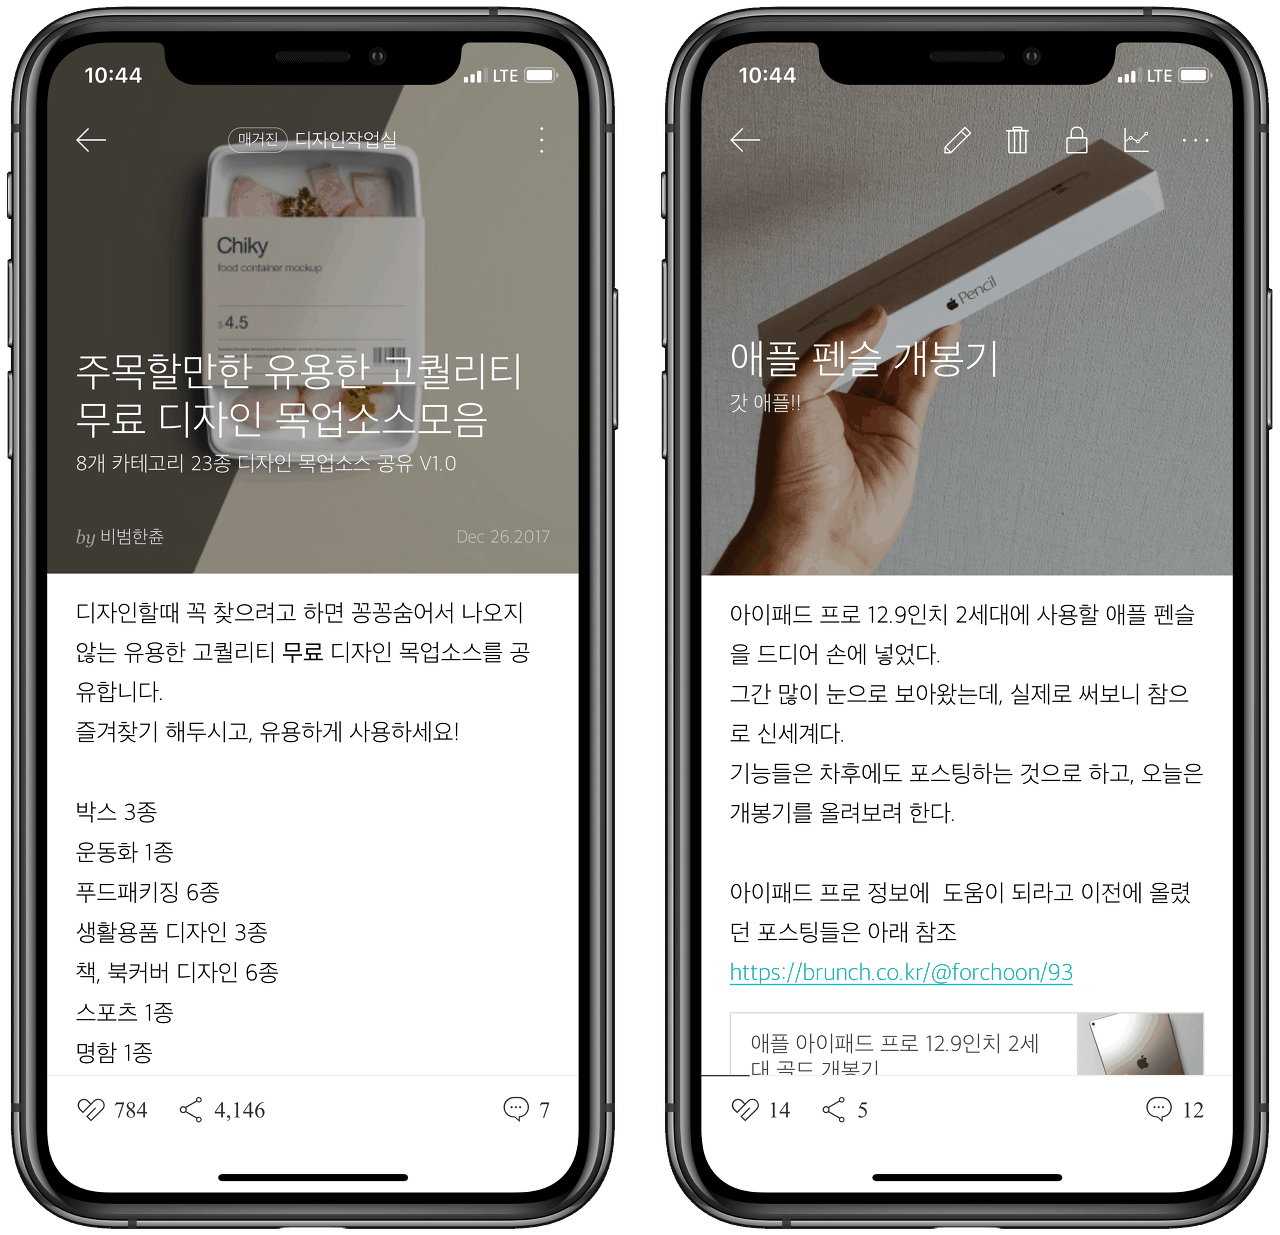 10:44
LTE
매거진 디자인작업실
Chiky
food container mockup
$4.5
주목할만한 유용한 고퀄리티
무료 디자인 목업소스모음
8개 카테고리 23종 디자인 목업소스 공유 V1.0
by 비범한츈
Dec 26.2017
디자인할때 꼭 찾으려고 하면 꽁꽁숨어서 나오지
않는 유용한 고퀄리티 무료 디자인 목업소스를 공
유합니다.
즐겨찾기 해두시고, 유용하게 사용하세요!
박스 3종
운동화 1종
푸드패키징 6종
생활용품 디자인 3종
책, 북커버 디자인 6종
스포츠 1종
명함 1종
784
4,146
7
10:44
LTE
Pencil
애플 펜슬 개봉기
갓 애플!!
아이패드 프로 12.9인치 2세대에 사용할 애플 펜슬
을 드디어 손에 넣었다.
그간 많이 눈으로 보아왔는데, 실제로 써보니 참으
로 신세계다.
기능들은 차후에도 포스팅하는 것으로 하고, 오늘은
개봉기를 올려보려 한다.
아이패드 프로 정보에  도움이 되라고 이전에 올렸
던 포스팅들은 아래 참조
https://brunch.co.kr/@forchoon/93
애플 아이패드 프로 12.9인치 2세
대 골드 개봉기
14
5
12